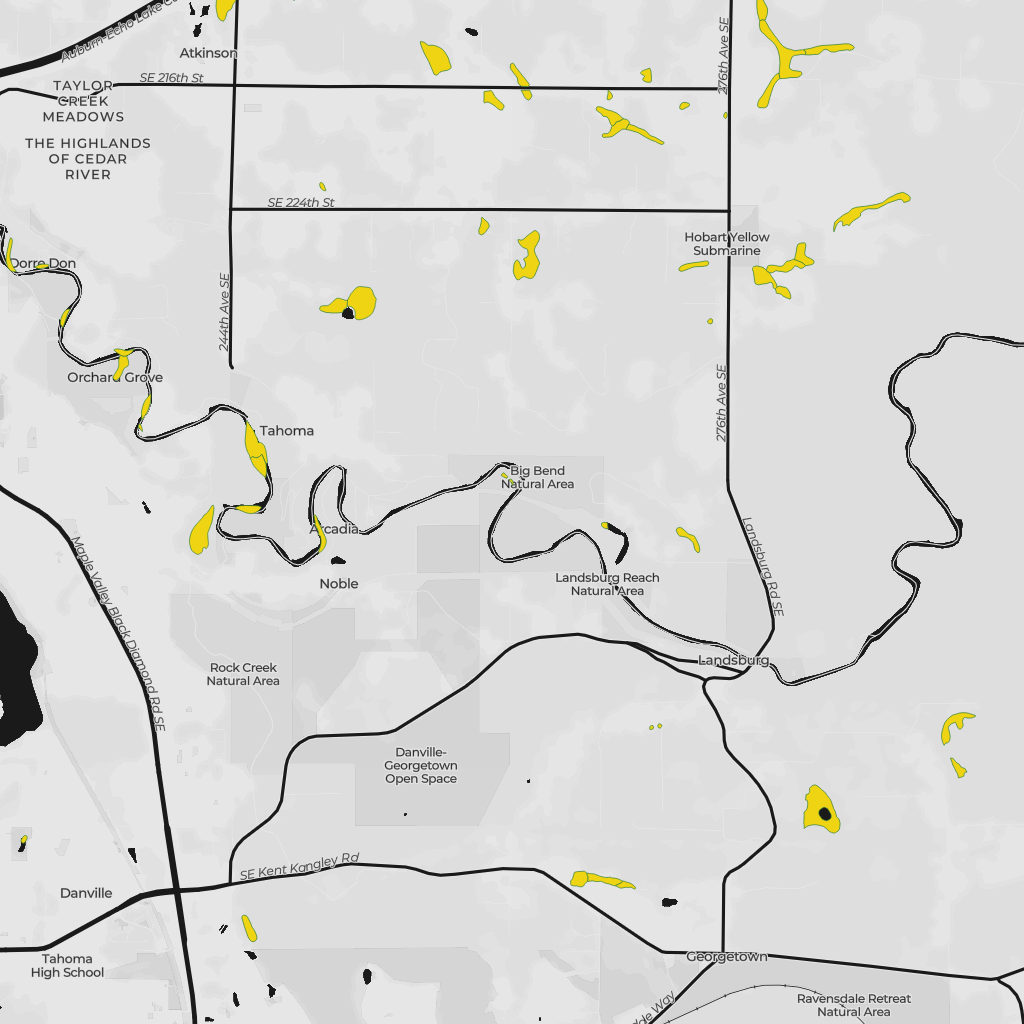 Auburn-Echo Lake C
Atkinson
276th Ave SE
SE 216th St
TAYLOR
CREEK
MEADOWS
THE HIGHLANDS
OF CEDAR
RIVER
SE 224th St
Hobart Yellow
Submarine
Dorre Don
244th Ave SE
Orchard Grove
276th Ave SE
Tahoma
Big Bend
Natural Area
Arcadia
Landsburg Rd SE
Maple Valley Black Diamond Rd SE
Noble
Landsburg Reach
Natural Area
Landsburg
Rock Creek
Natural Area
Danville-
Georgetown
Open Space
SE Kent Kangley Rd
Danville
Tahoma
High School
Georgetown
Ravensdale Retreat
Natural Area